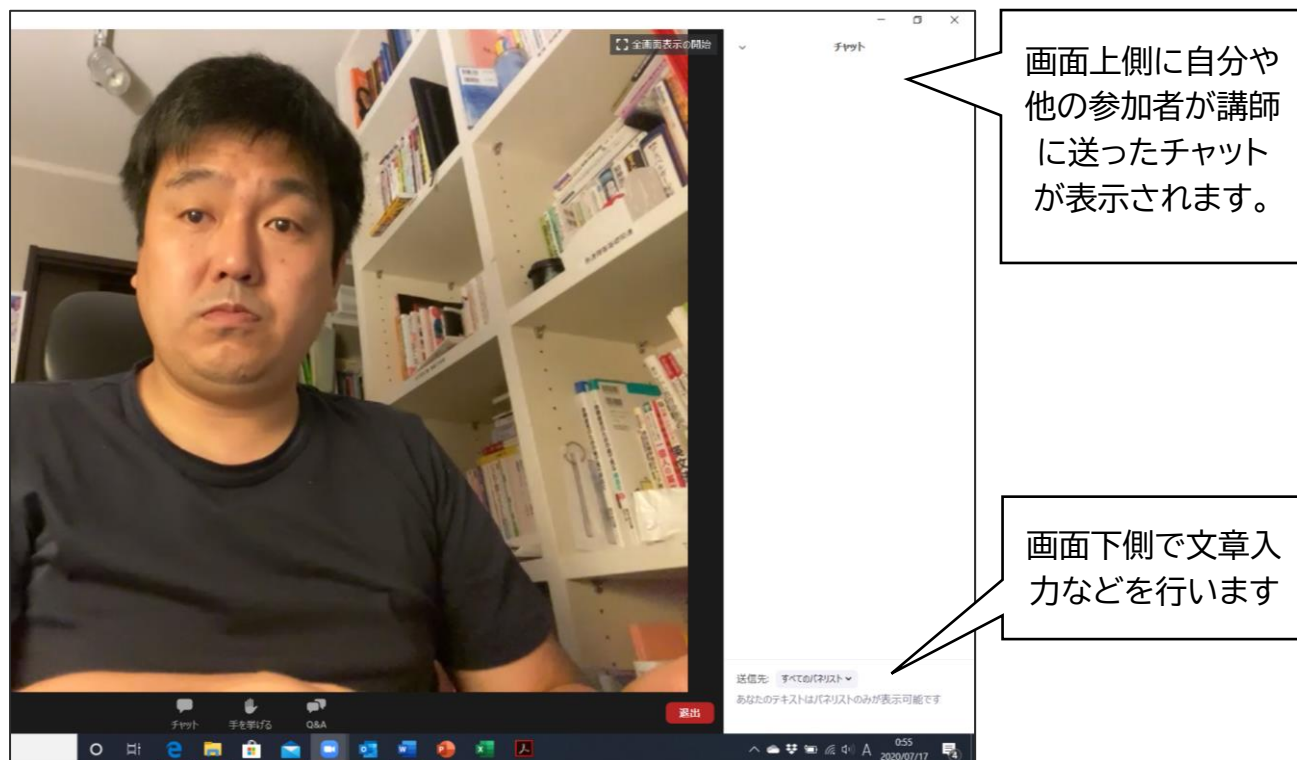 全画面表示の開始
チャット
画面上側に自分や
他の参加者が講師
に送ったチャット
が表示されます。
画面下側で文章入
力などを行います
送信先: すべてのパネリスト
あなたのテキストはパネリストのみが表示可能です
チャット 手を挙げる Q&A 退出
A 0:55
2020/07/17
4